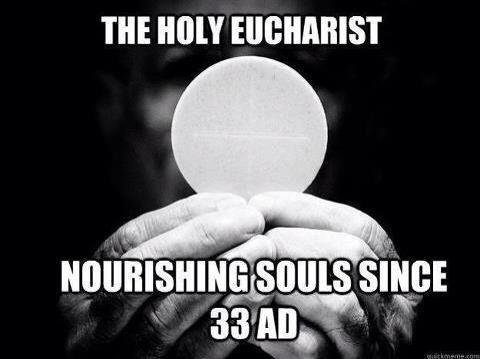 THE HOLY EUCHARIST
NOURISHING SOULS SINCE
33 AD
quickmeme.com